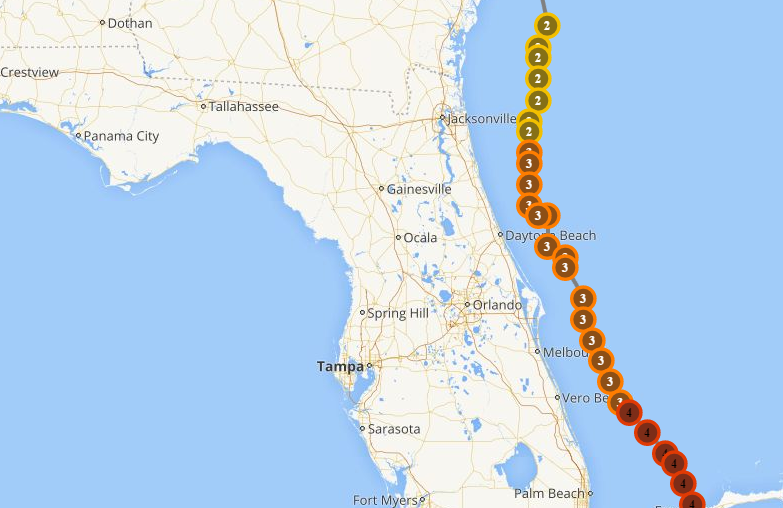 Dothan
2
2
Crestview
2
2
Tallahassee
Jacksonville
2
Panama City
3
3
Gainesville
3
3
Ocala
Daytona Beach
3
3
Orlando
3
Spring Hill
3
3
Melbou
3
Tampa
3
Vero Be
3
4
Sarasota
4
4
4
4
Palm Beach
Fort Myers
4